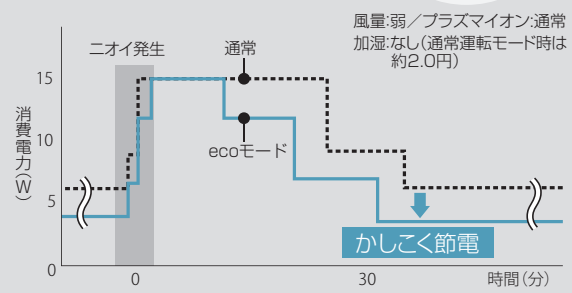 風量:弱／プラズマイオン:通常
加湿:なし（通常運転モード時は
約2.0円）
ニオイ発生
通常
15
10
5
0
消費電力（W）
ecoモード
かしこく節電
0
30
時間（分）